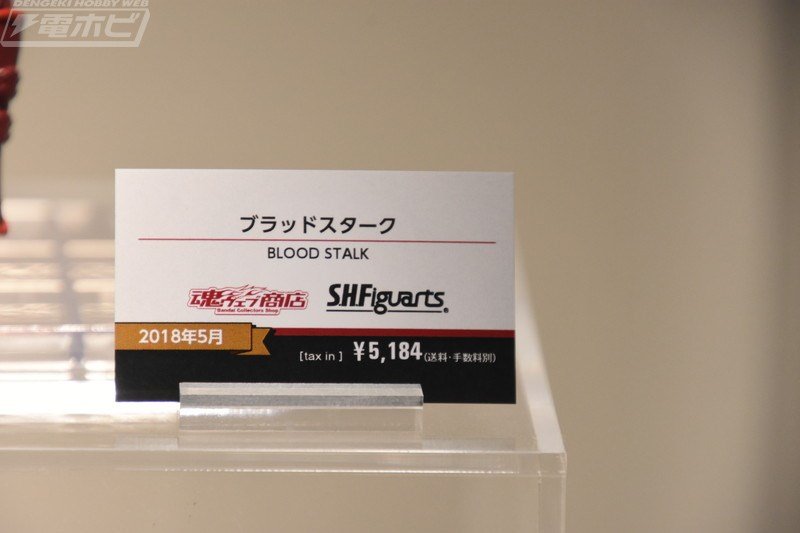 DENGEKI HOBBY WEB
電ホビ
ブラッドスターク
BLOOD STALK
魂ウェブ商店
Bandai Collectors Shop
S.H.Figuarts®
2018年5月
[tax in] ¥5,184(送料・手数料別)